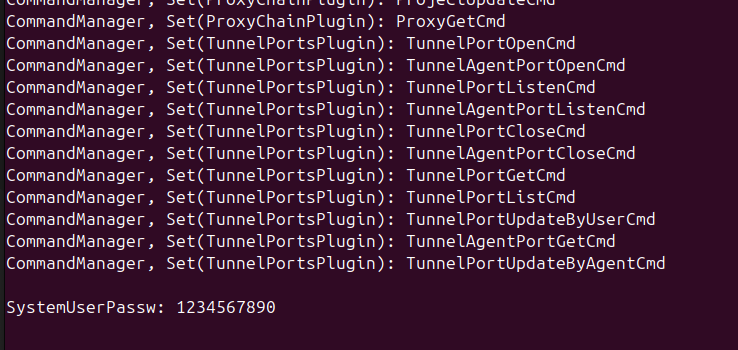 CommandManager, Set(ProxyChainPlugin): ProjectUpdateCmd
CommandManager, Set(ProxyChainPlugin): ProxyGetCmd
CommandManager, Set(TunnelPortsPlugin): TunnelPortOpenCmd
CommandManager, Set(TunnelPortsPlugin): TunnelAgentPortOpenCmd
CommandManager, Set(TunnelPortsPlugin): TunnelPortListenCmd
CommandManager, Set(TunnelPortsPlugin): TunnelAgentPortListenCmd
CommandManager, Set(TunnelPortsPlugin): TunnelPortCloseCmd
CommandManager, Set(TunnelPortsPlugin): TunnelAgentPortCloseCmd
CommandManager, Set(TunnelPortsPlugin): TunnelPortGetCmd
CommandManager, Set(TunnelPortsPlugin): TunnelPortListCmd
CommandManager, Set(TunnelPortsPlugin): TunnelPortUpdateByUserCmd
CommandManager, Set(TunnelPortsPlugin): TunnelAgentPortGetCmd
CommandManager, Set(TunnelPortsPlugin): TunnelPortUpdateByAgentCmd
SystemUserPassw: 1234567890